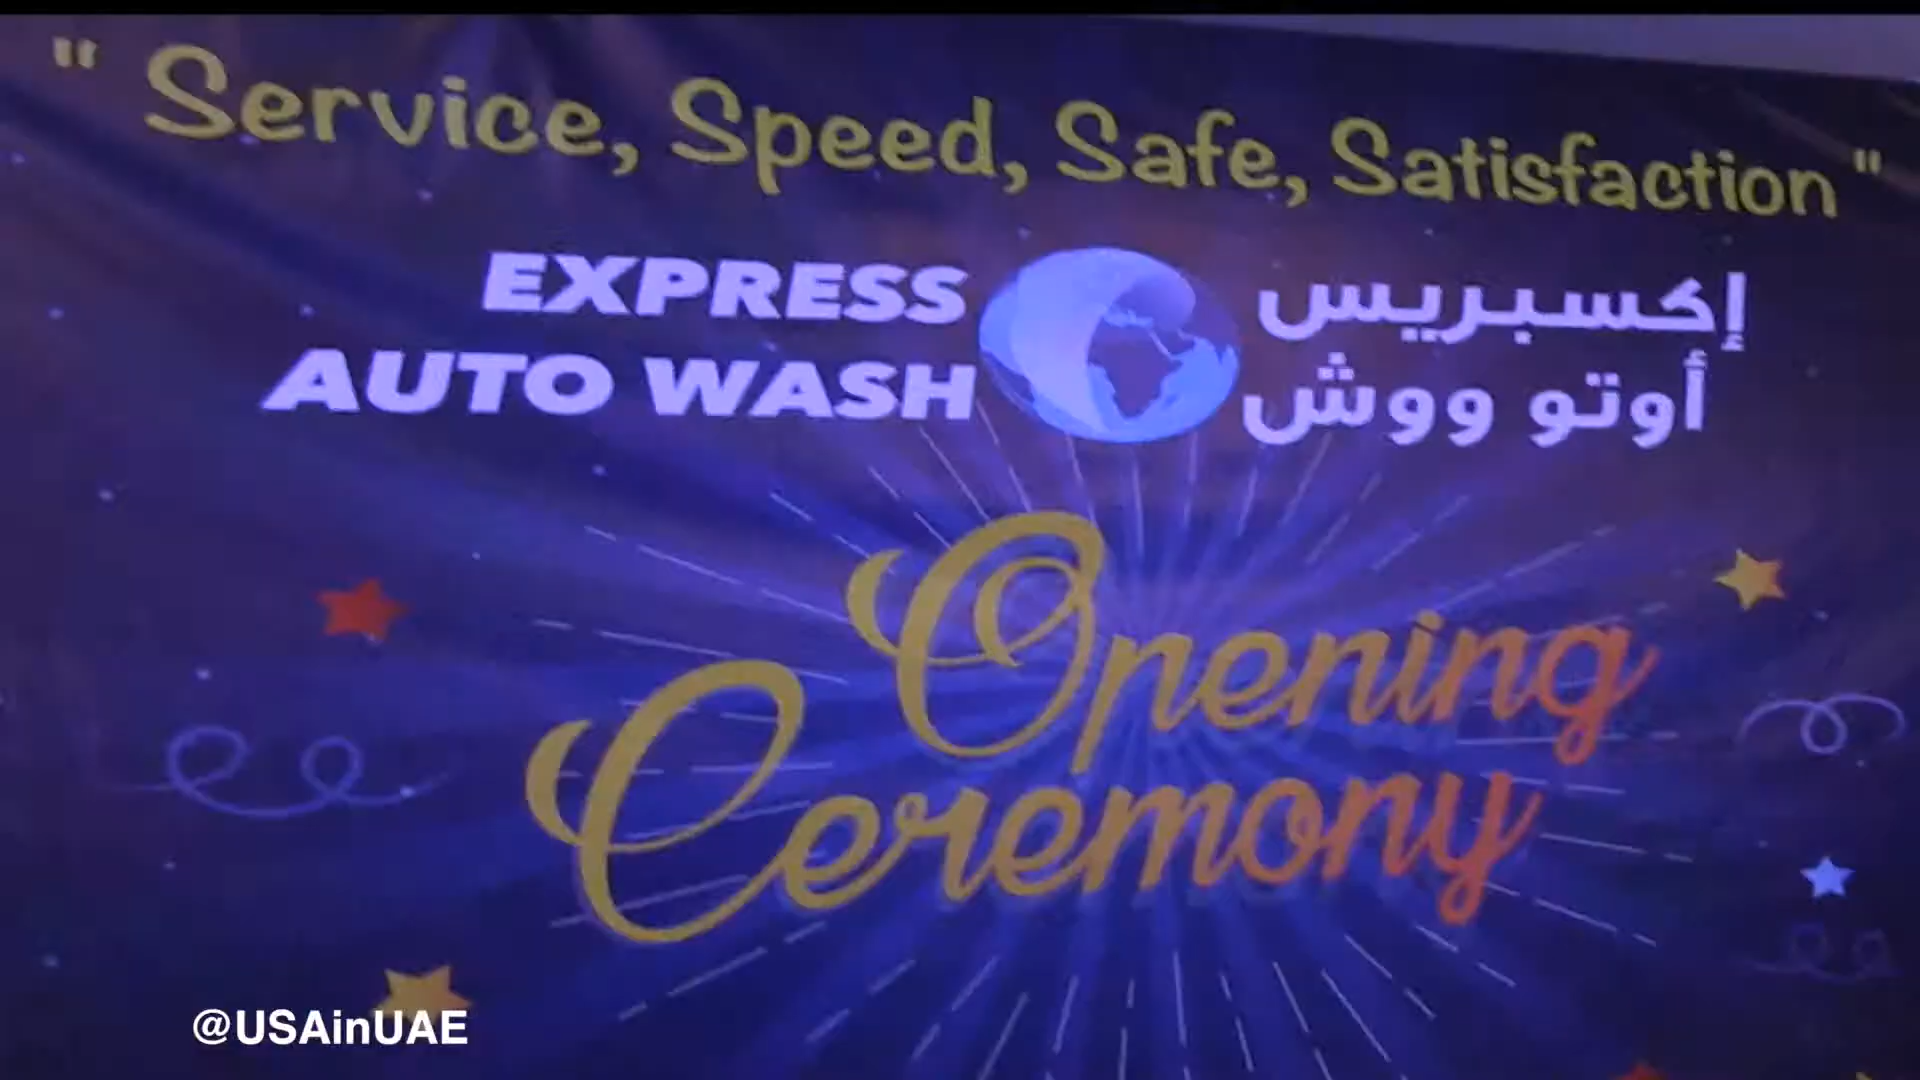 " Service, Speed, Safe, Satisfaction "
EXPRESS
AUTO WASH
إكسبريس
أوتو ووش
Opening
Ceremony
@USAinUAE